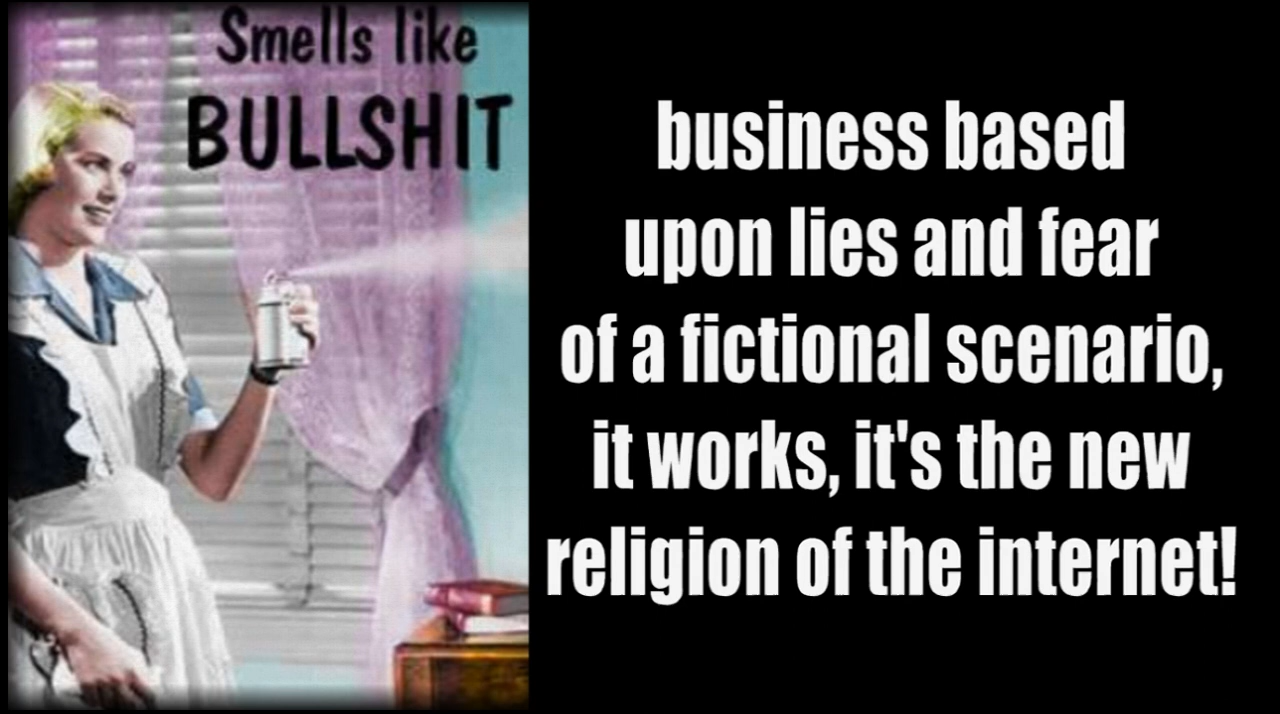 Smells like
BULLSHIT
business based
upon lies and fear
of a fictional scenario,
it works, it's the new
religion of the internet!